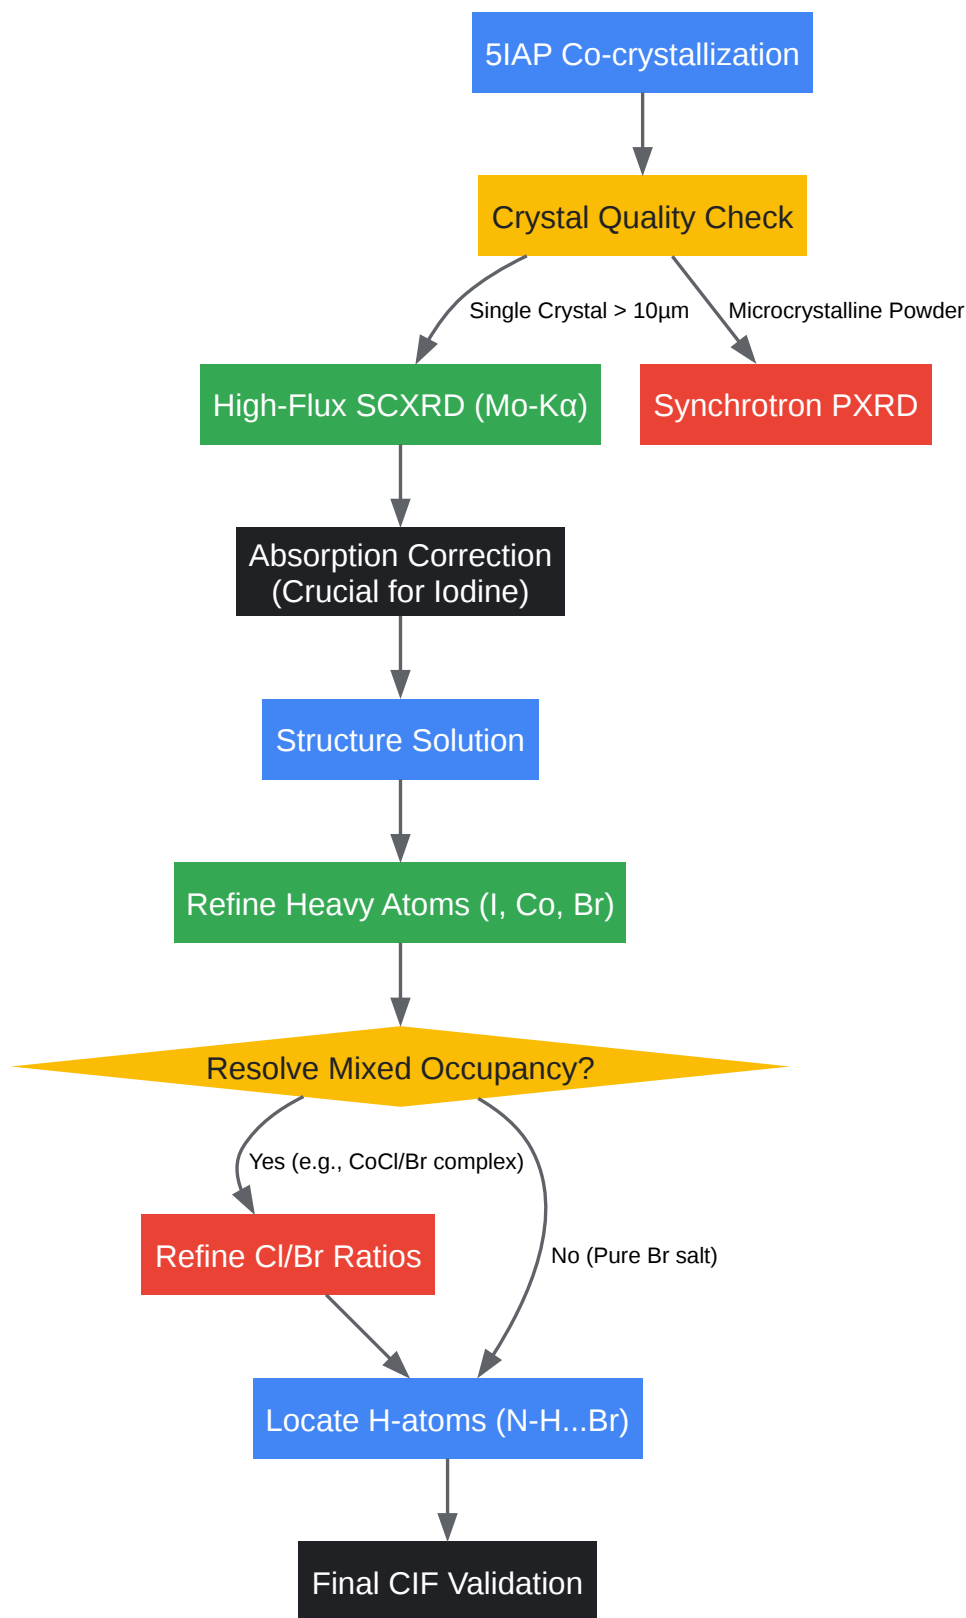 5IAP Co-crystallization
Crystal Quality Check
Single Crystal > 10µm
Microcrystalline Powder
High-Flux SCXRD (Mo-Kα)
Synchrotron PXRD
Absorption Correction
(Crucial for Iodine)
Structure Solution
Refine Heavy Atoms (I, Co, Br)
Resolve Mixed Occupancy?
Yes (e.g., CoCl/Br complex)
Refine Cl/Br Ratios
No (Pure Br salt)
Locate H-atoms (N-H...Br)
Final CIF Validation